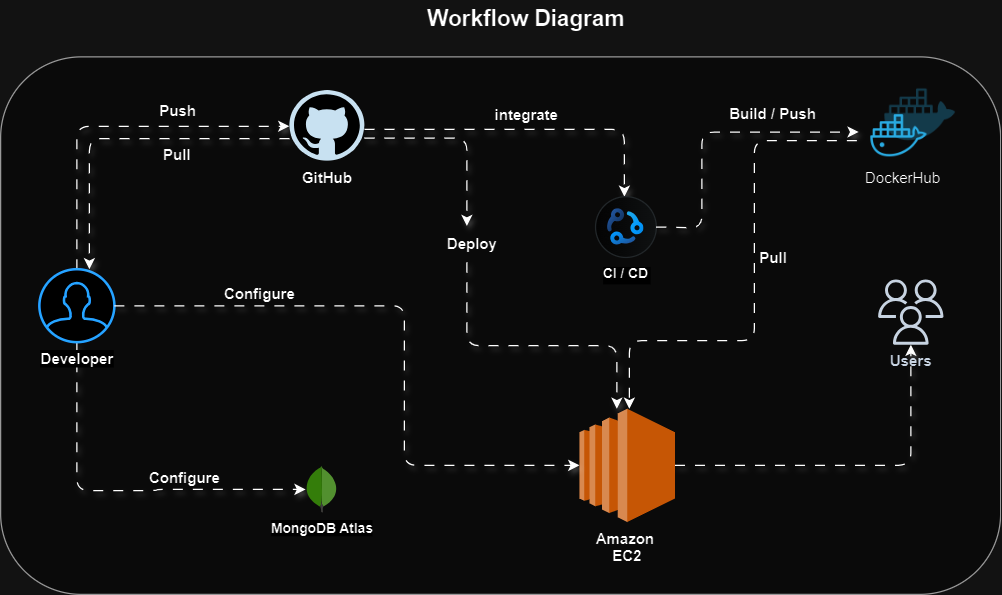 Workflow Diagram
Push
integrate
Build / Push
Pull
GitHub
DockerHub
Deploy
Pull
CI / CD
Configure
Developer
Users
Configure
MongoDB Atlas
Amazon
EC2